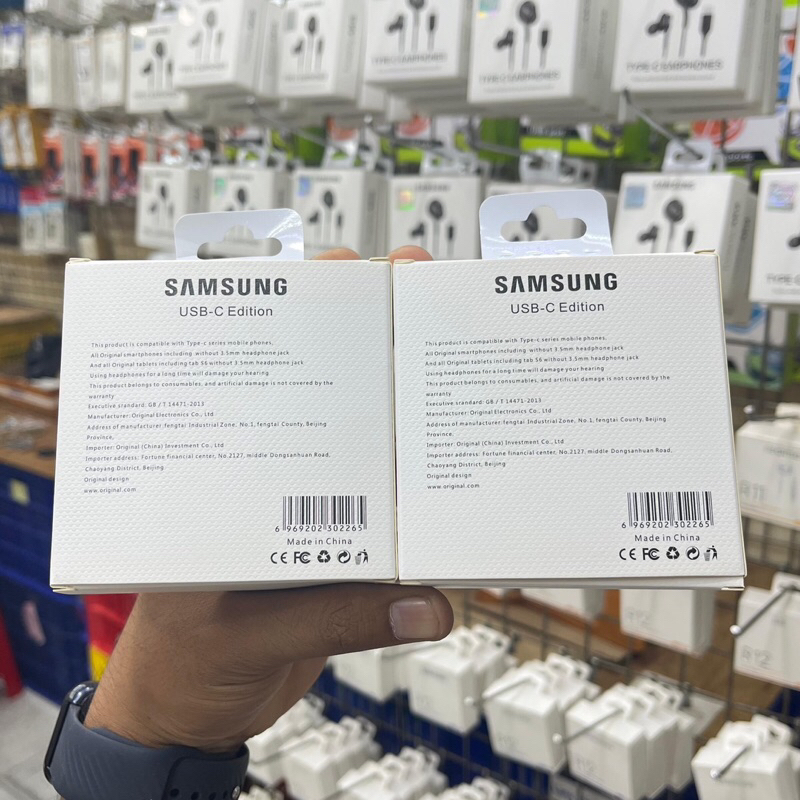 TYPE-C EARPHONES
TYPE-C EARPHONES
TYPE-C EARPHONES
SAMSUNG
SAMSUNG
SAMSUNG
USB-C Edition
This product is compatible with Type-c series mobile phones,
All Original smartphones including without 3.5mm headphone jack
And all Original tablets including tab S6 without 3.5mm headphone jack
Using headphones for a long time will damage your hearing
This product belongs to consumables, and artificial damage is not covered by the
warranty
Executive standard: GB / T 14471-2013
Manufacturer: Original Electronics Co., Ltd
Address of manufacturer: fengtai Industrial Zone, No.1, fengtai County, Beijing
Province,
Importer: Original (China) Investment Co., Ltd
Importer address: Fortune financial center, No.2127, middle Dongsanhuan Road,
Chaoyang District, Beijing
Original design
www.original.com
6 969202 302265
Made in China
CE FC
SAMSUNG
USB-C Edition
This product is compatible with Type-c series mobile phones,
All Original smartphones including without 3.5mm headphone jack
And all Original tablets including tab S6 without 3.5mm headphone jack
Using headphones for a long time will damage your hearing
This product belongs to consumables, and artificial damage is not covered by the
warranty
Executive standard: GB / T 14471-2013
Manufacturer: Original Electronics Co., Ltd
Address of manufacturer: fengtai Industrial Zone, No.1, fengtai County, Beijing
Province,
Importer: Original (China) Investment Co., Ltd
Importer address: Fortune financial center, No.2127, middle Dongsanhuan Road,
Chaoyang District, Beijing
Original design
www.original.com
6 969202 302265
Made in China
CE FC
R11
R12
R12